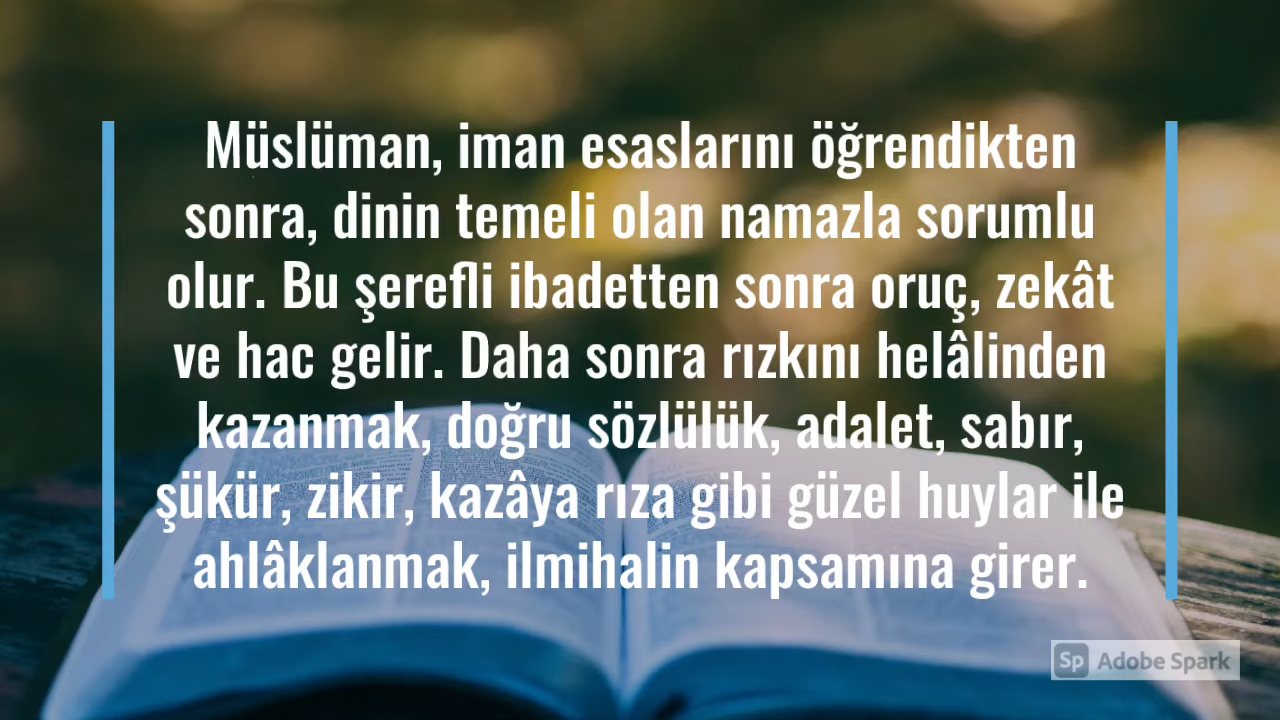 Müslüman, iman esaslarını öğrendikten
sonra, dinin temeli olan namazla sorumlu
olur. Bu şerefli ibadetten sonra oruç, zekât
ve hac gelir. Daha sonra rızkını helâlinden
kazanmak, doğru sözlülük, adalet, sabır,
şükür, zikir, kazâya rıza gibi güzel huylar ile
ahlâklanmak, ilmihalin kapsamına girer.
Sp Adobe Spark